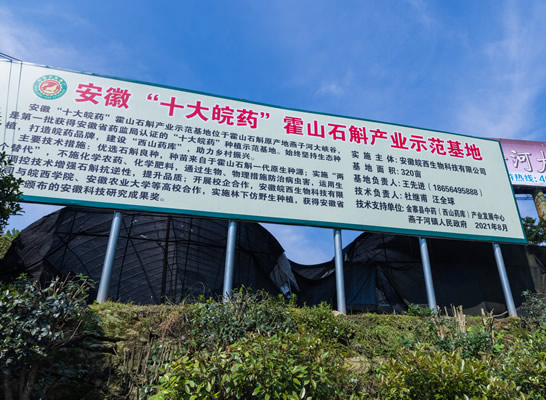 安徽“十大皖药”霍山石斛产业示范基地
安徽“十大皖药”霍山石斛产业示范基地位于霍山石斛原产地燕子河大峡谷,
是第一批获得安徽省药监局认证的“十大皖药”种植示范基地。始终坚持生态种
植,打造皖药品牌,建设“西山药库”,助力乡村振兴。
主要技术措施:优选石斛良种,种苗来自于霍山石斛一代原生种源;实施“两
替代”,不施化学农药、化学肥料,通过生物、物理措施防治病虫害,运用生
同调控技术增强石斛抗逆性,提升品质;开展校企合作,安徽皖西生物科技有限
司与皖西学院、安徽农业大学等高校合作,实施林下仿野生种植,获得安徽省
颁布的安徽科技研究成果奖。
实施主体:安徽皖西生物科技有限公司
基地面积:320亩
基地负责人:王先进(18656495888)
技术负责人:杜继甫 汪全球
技术支持单位:金寨县中药(西山药库)产业发展中心
燕子河镇人民政府 2021年8月
河大
热线:4